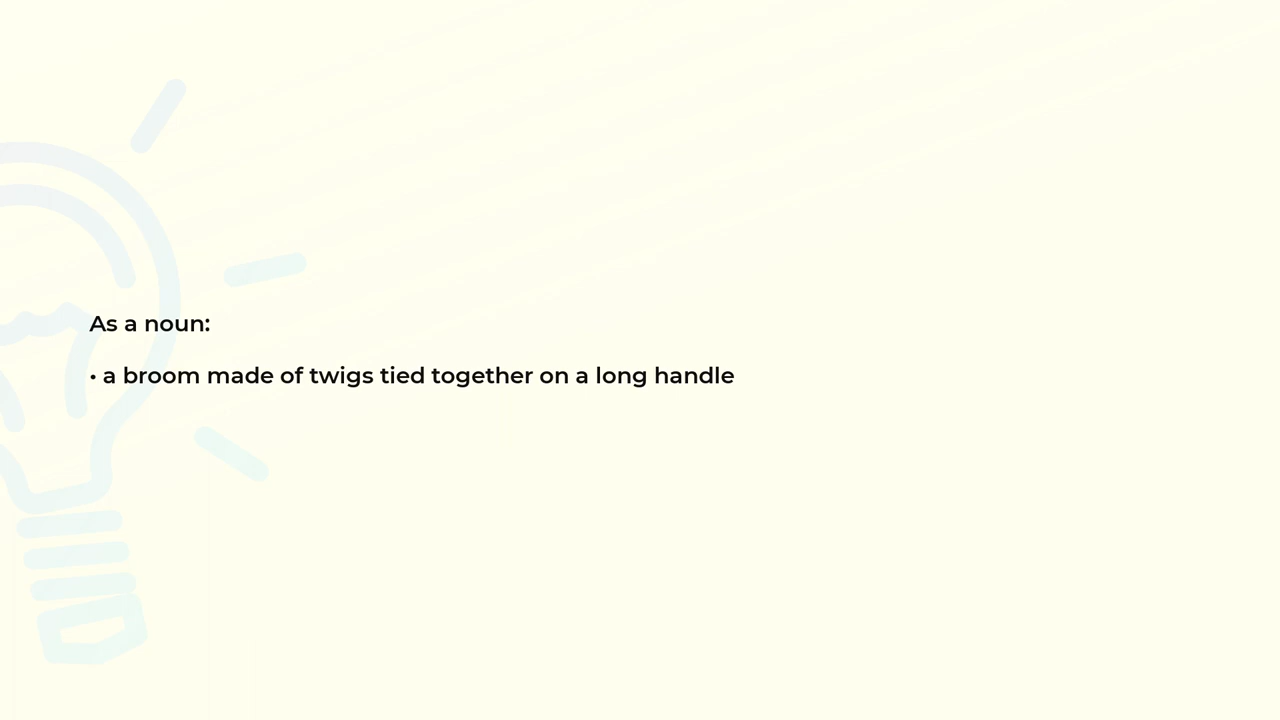 As a noun:
• a broom made of twigs tied together on a long handle